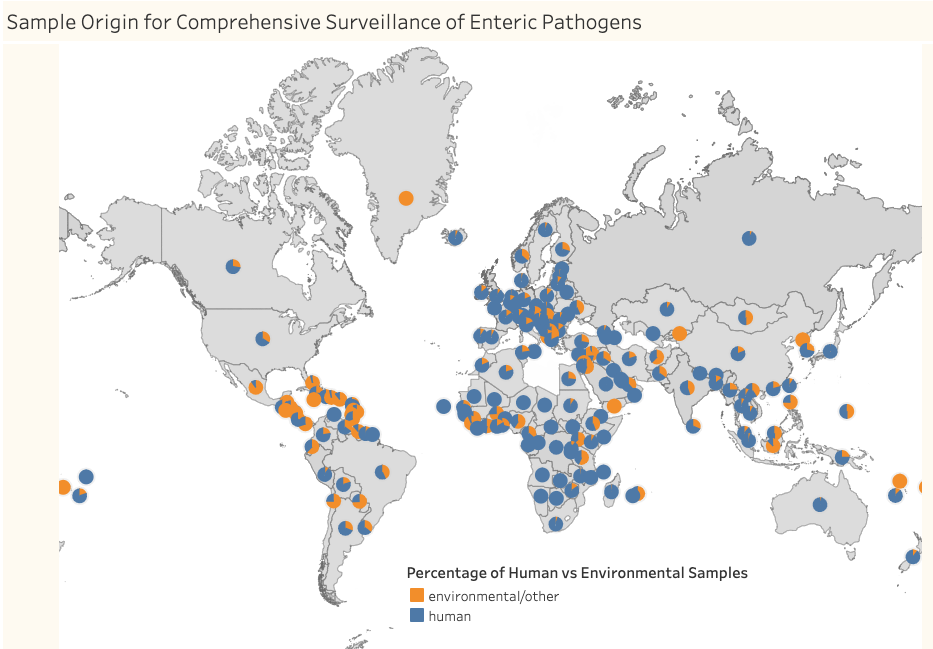 Sample Origin for Comprehensive Surveillance of Enteric Pathogens
Percentage of Human vs Environmental Samples
environmental/other
human